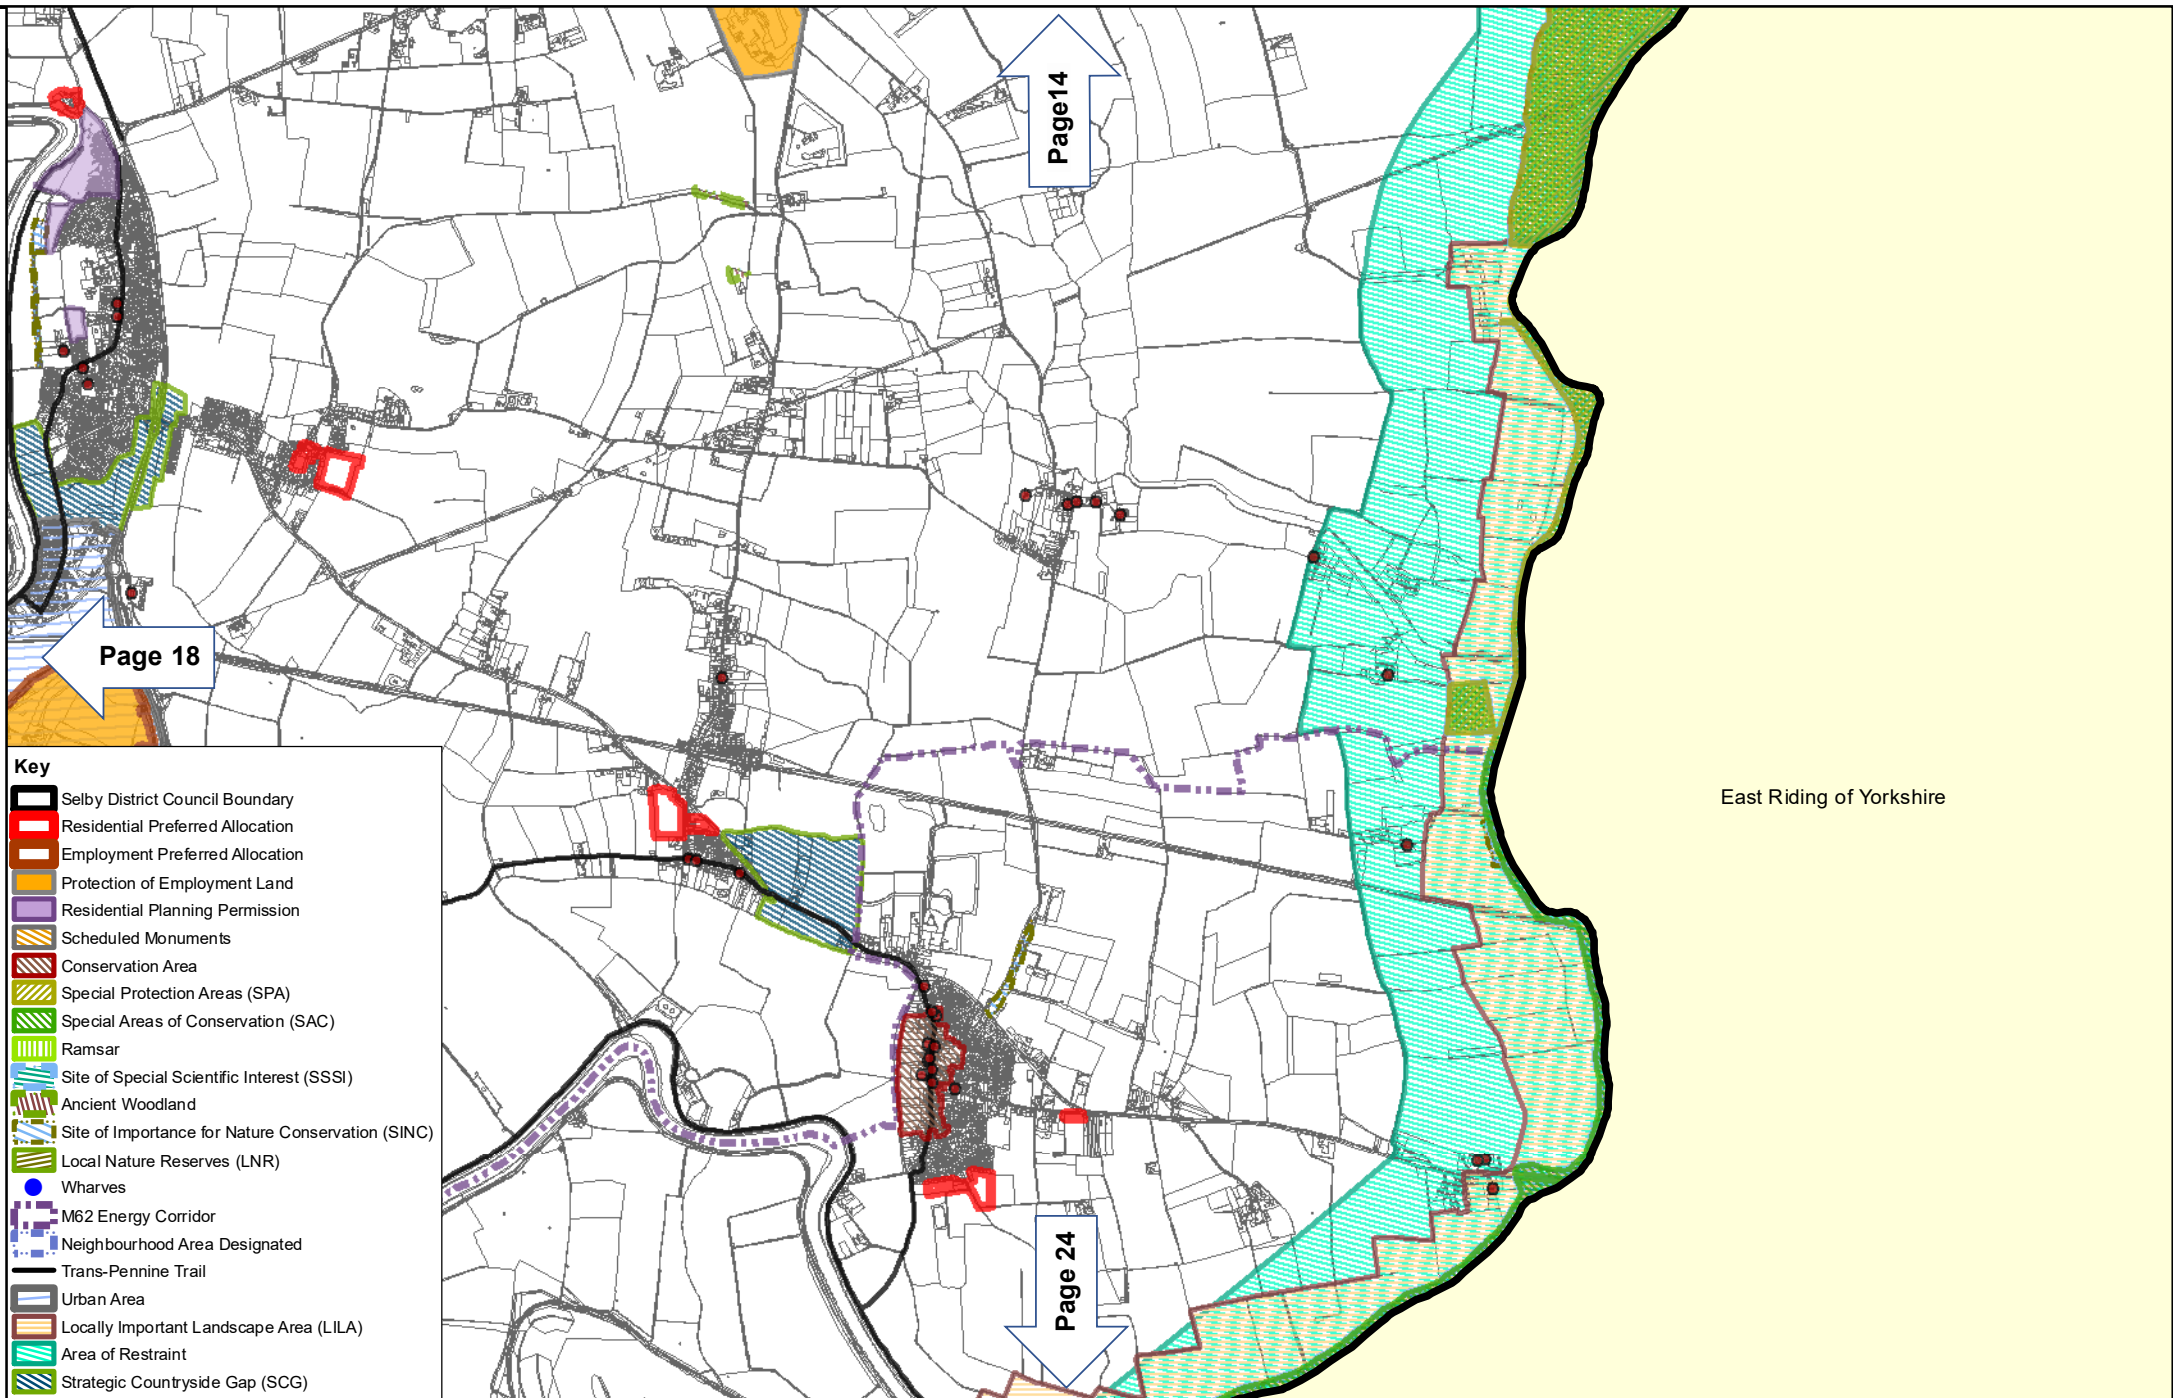 Page14
Page 18
East Riding of Yorkshire
Page 24
Key
Selby District Council Boundary
Residential Preferred Allocation
Employment Preferred Allocation
Protection of Employment Land
Residential Planning Permission
Scheduled Monuments
Conservation Area
Special Protection Areas (SPA)
Special Areas of Conservation (SAC)
Ramsar
Site of Special Scientific Interest (SSSI)
Ancient Woodland
Site of Importance for Nature Conservation (SINC)
Local Nature Reserves (LNR)
Wharves
M62 Energy Corridor
Neighbourhood Area Designated
Trans-Pennine Trail
Urban Area
Locally Important Landscape Area (LILA)
Area of Restraint
Strategic Countryside Gap (SCG)